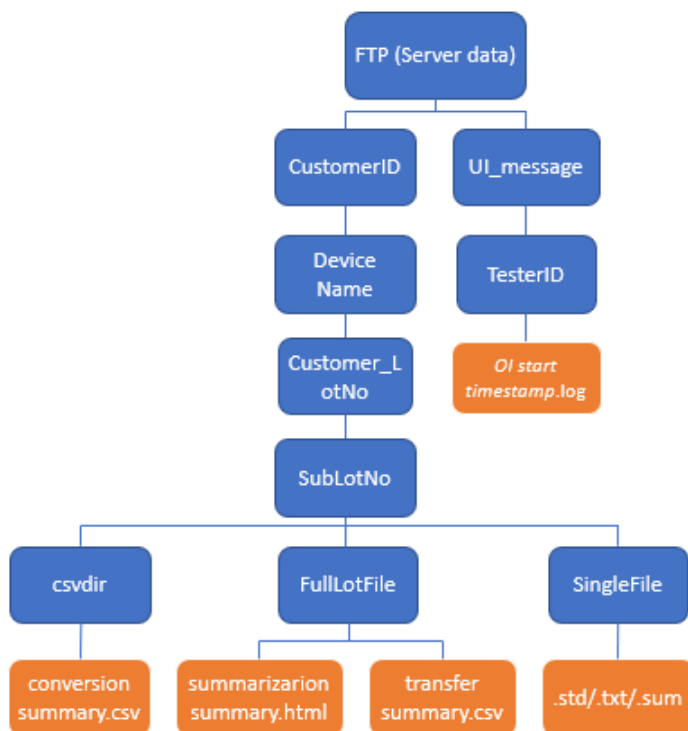 FTP (Server data)
CustomerID
UI_message
Device
Name
TesterID
Customer_L
otNo
OI start
timestamp.log
SubLotNo
csvdir
FullLotFile
SingleFile
conversion
summary.csv
summarizarion
summary.html
transfer
summary.csv
.std/.txt/.sum